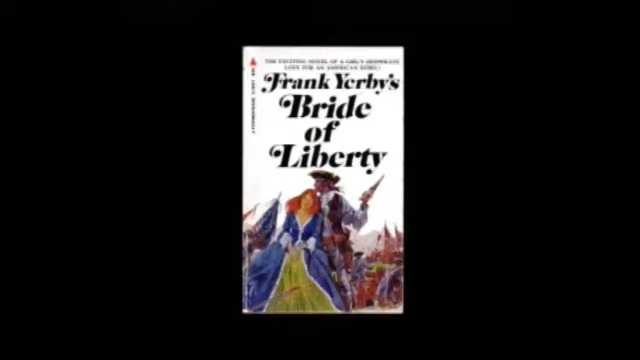 THE EXCITING NOVEL OF A GIRL'S DESPERATE
LOVE FOR AN AMERICAN REBEL!
Frank Yerby's
Bride
of
Liberty